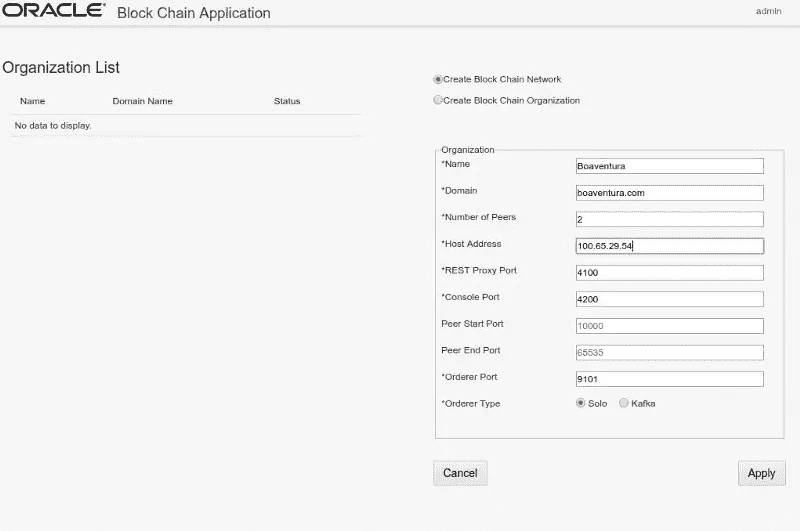 ORACLE® Block Chain Application
admin
Organization List
Name Domain Name Status
No data to display.
Create Block Chain Network
Create Block Chain Organization
Organization
*Name Boaventura
*Domain boaventura.com
*Number of Peers 2
*Host Address 100.65.29.54
*REST Proxy Port 4100
*Console Port 4200
Peer Start Port 10000
Peer End Port 65535
*Orderer Port 9101
*Orderer Type Solo Kafka
Cancel Apply